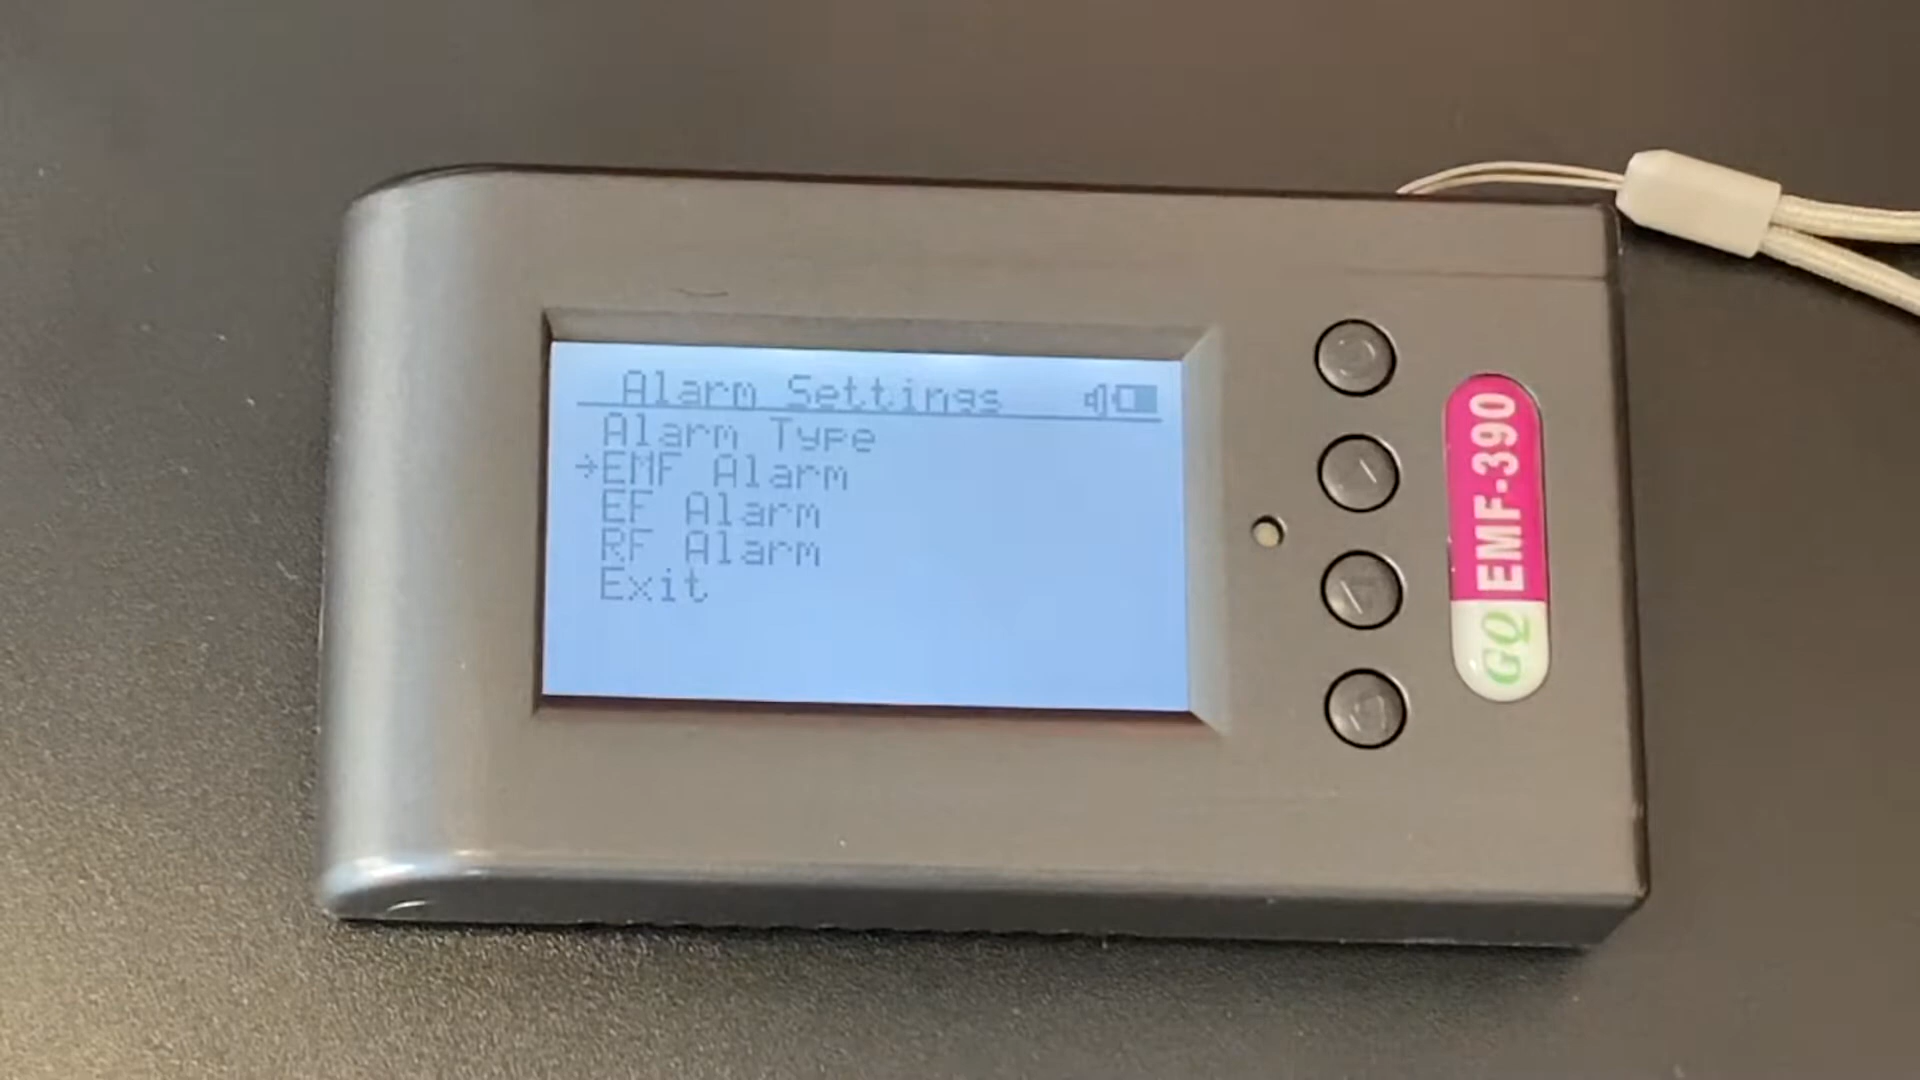 Alarm Settings
Alarm Type
→EMF Alarm
EF Alarm
RF Alarm
Exit
GQ EMF-390